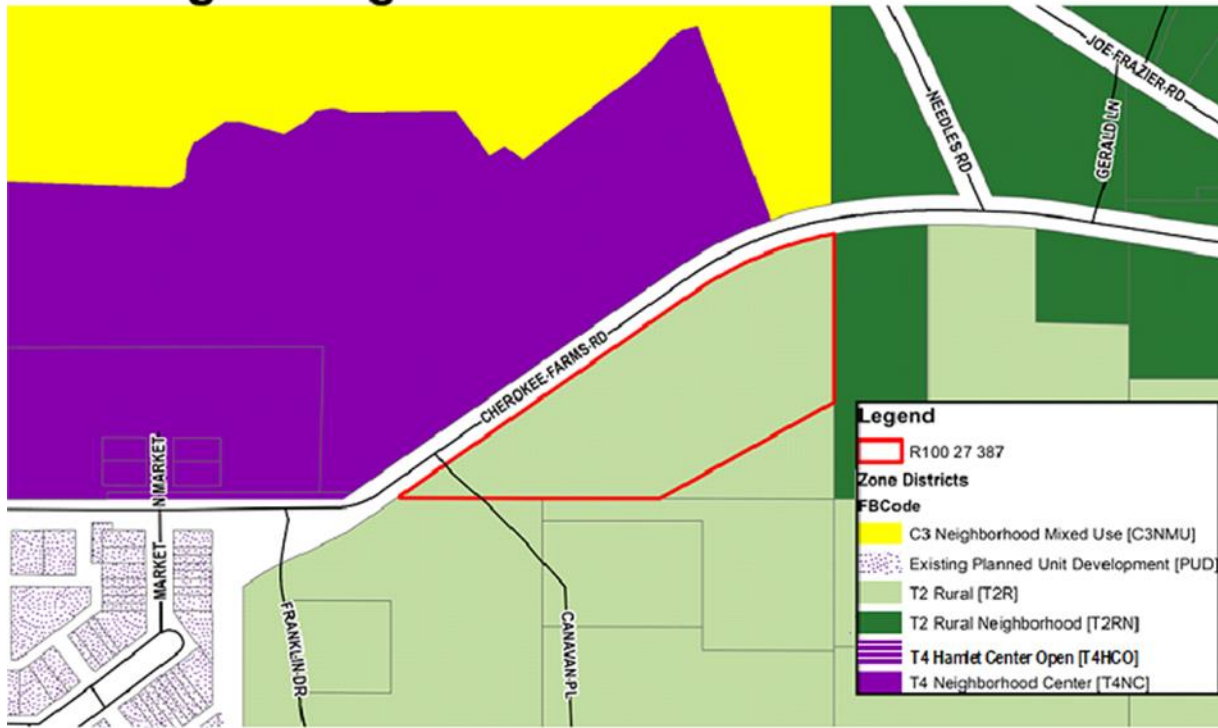 JOE-FRAZIER-RD
NEEDLES RD
GERALD LN
CHEROKEE-FARMS-RD
N MARKET
MARKET
FRANKLIN-DR
CANAVAN-PL
Legend
R100 27 387
Zone Districts
FBCode
C3 Neighborhood Mixed Use [C3NMU]
Existing Planned Unit Development [PUD]
T2 Rural [T2R]
T2 Rural Neighborhood [T2RN]
T4 Hamlet Center Open [T4HCO]
T4 Neighborhood Center [T4NC]